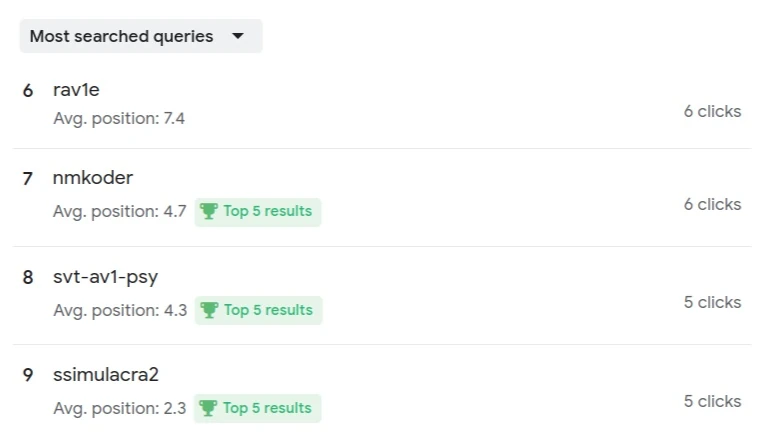 Most searched queries
6 rav1e
Avg. position: 7.4
6 clicks
7 nmkoder
Avg. position: 4.7 Top 5 results
6 clicks
8 svt-av1-psy
Avg. position: 4.3 Top 5 results
5 clicks
9 ssimulacra2
Avg. position: 2.3 Top 5 results
5 clicks